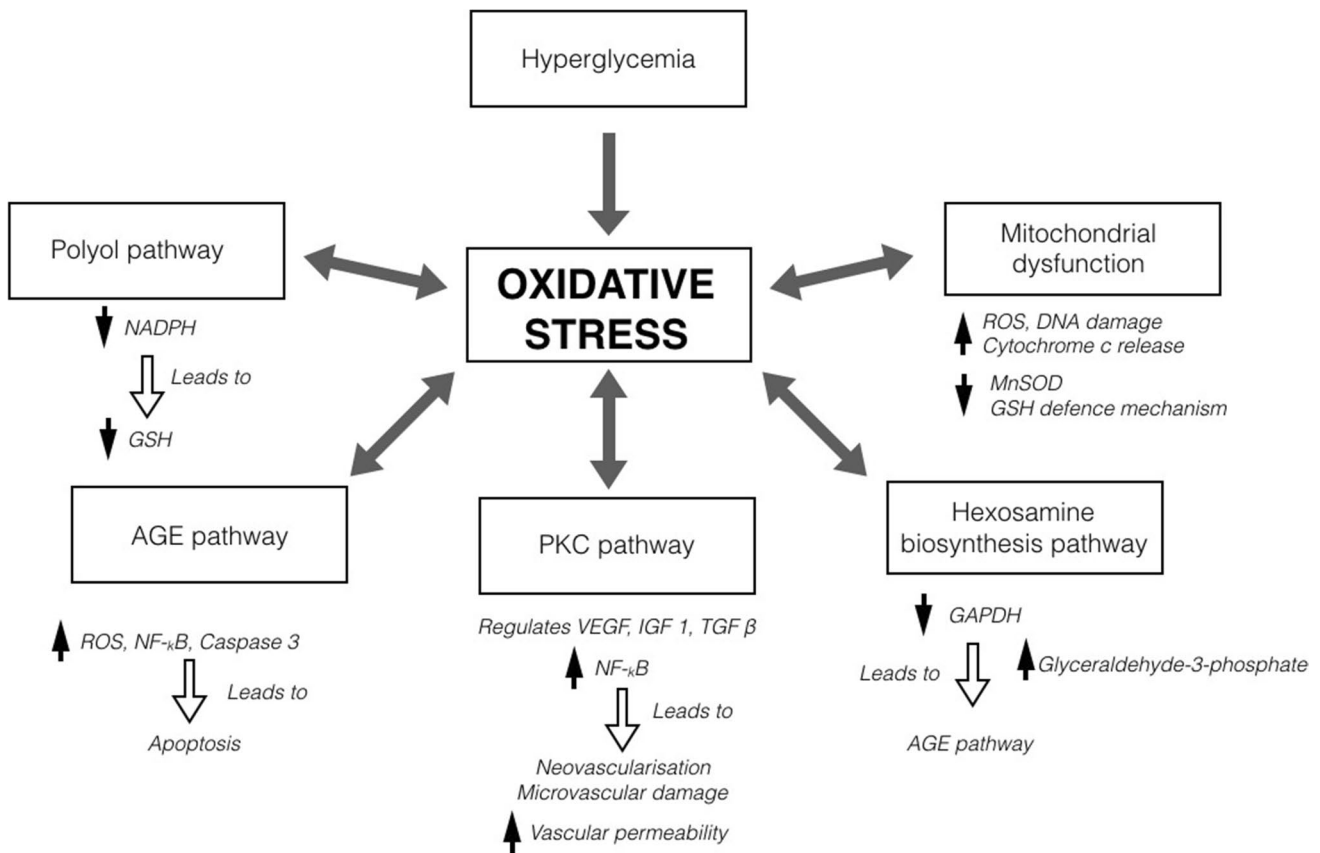 Hyperglycemia
Polyol pathway
OXIDATIVE
STRESS
Mitochondrial
dysfunction
NADPH
Leads to
GSH
ROS, DNA damage
Cytochrome c release
MnSOD
GSH defence mechanism
AGE pathway
PKC pathway
Hexosamine
biosynthesis pathway
ROS, NF-κB, Caspase 3
Leads to
Apoptosis
Regulates VEGF, IGF 1, TGF β
NF-κB
Leads to
Neovascularisation
Microvascular damage
Vascular permeability
GAPDH
Leads to
Glyceraldehyde-3-phosphate
AGE pathway